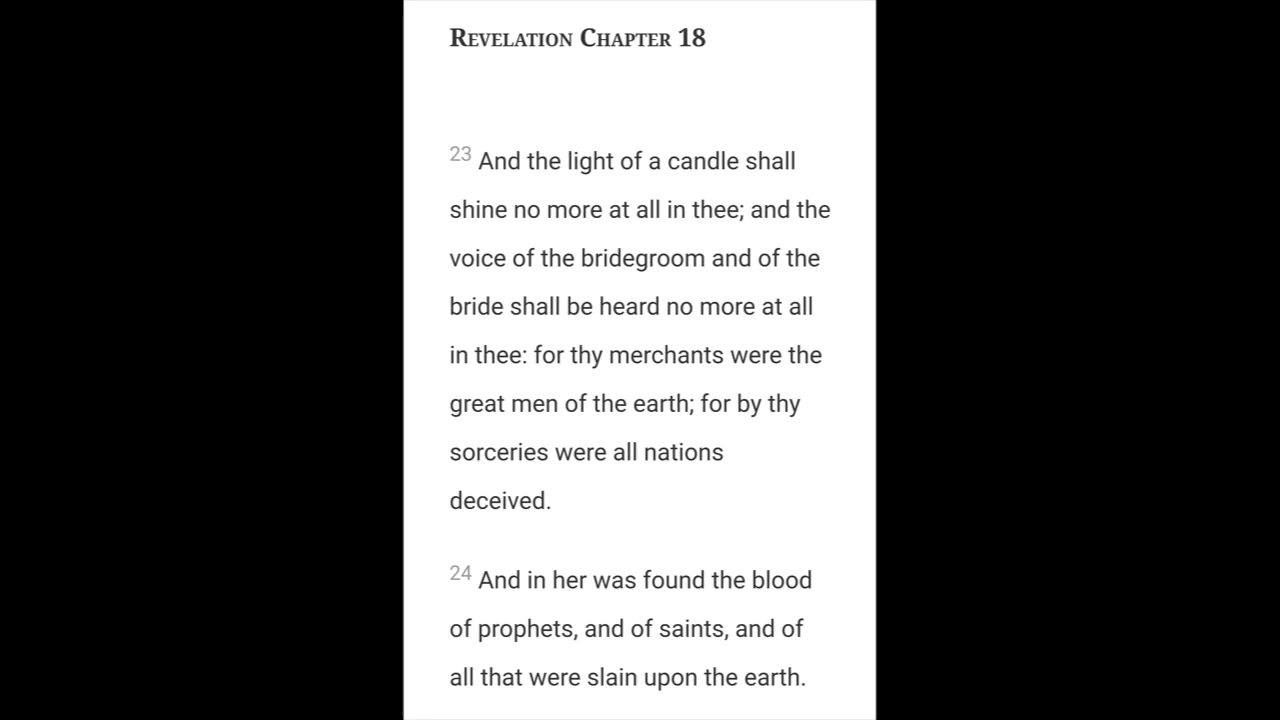 Revelation Chapter 18
23 And the light of a candle shall
shine no more at all in thee; and the
voice of the bridegroom and of the
bride shall be heard no more at all
in thee: for thy merchants were the
great men of the earth; for by thy
sorceries were all nations
deceived.
24 And in her was found the blood
of prophets, and of saints, and of
all that were slain upon the earth.